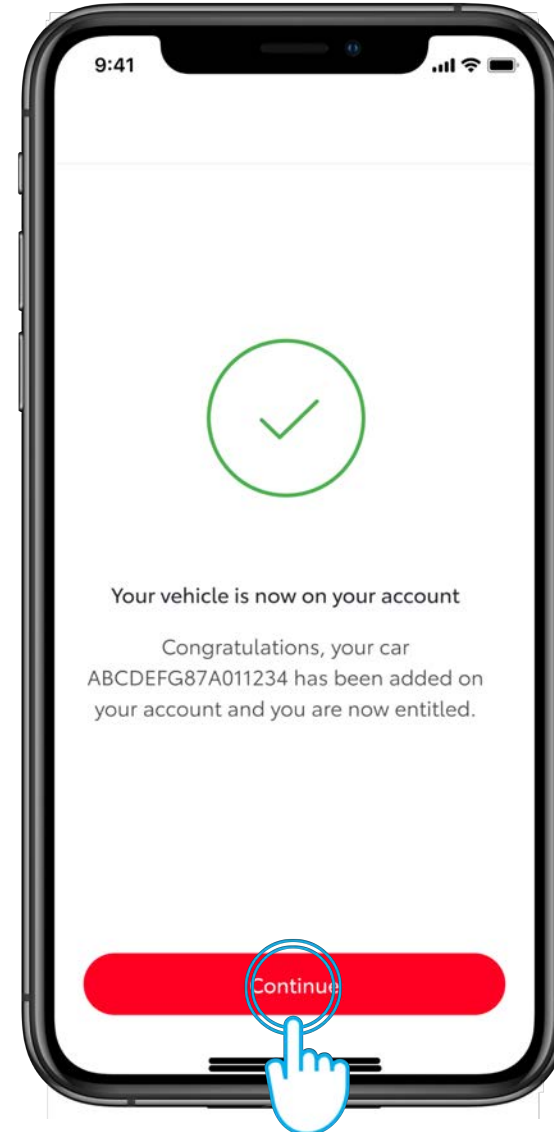 9:41
Your vehicle is now on your account
Congratulations, your car
ABCDEFG87A011234 has been added on
your account and you are now entitled.
Continue